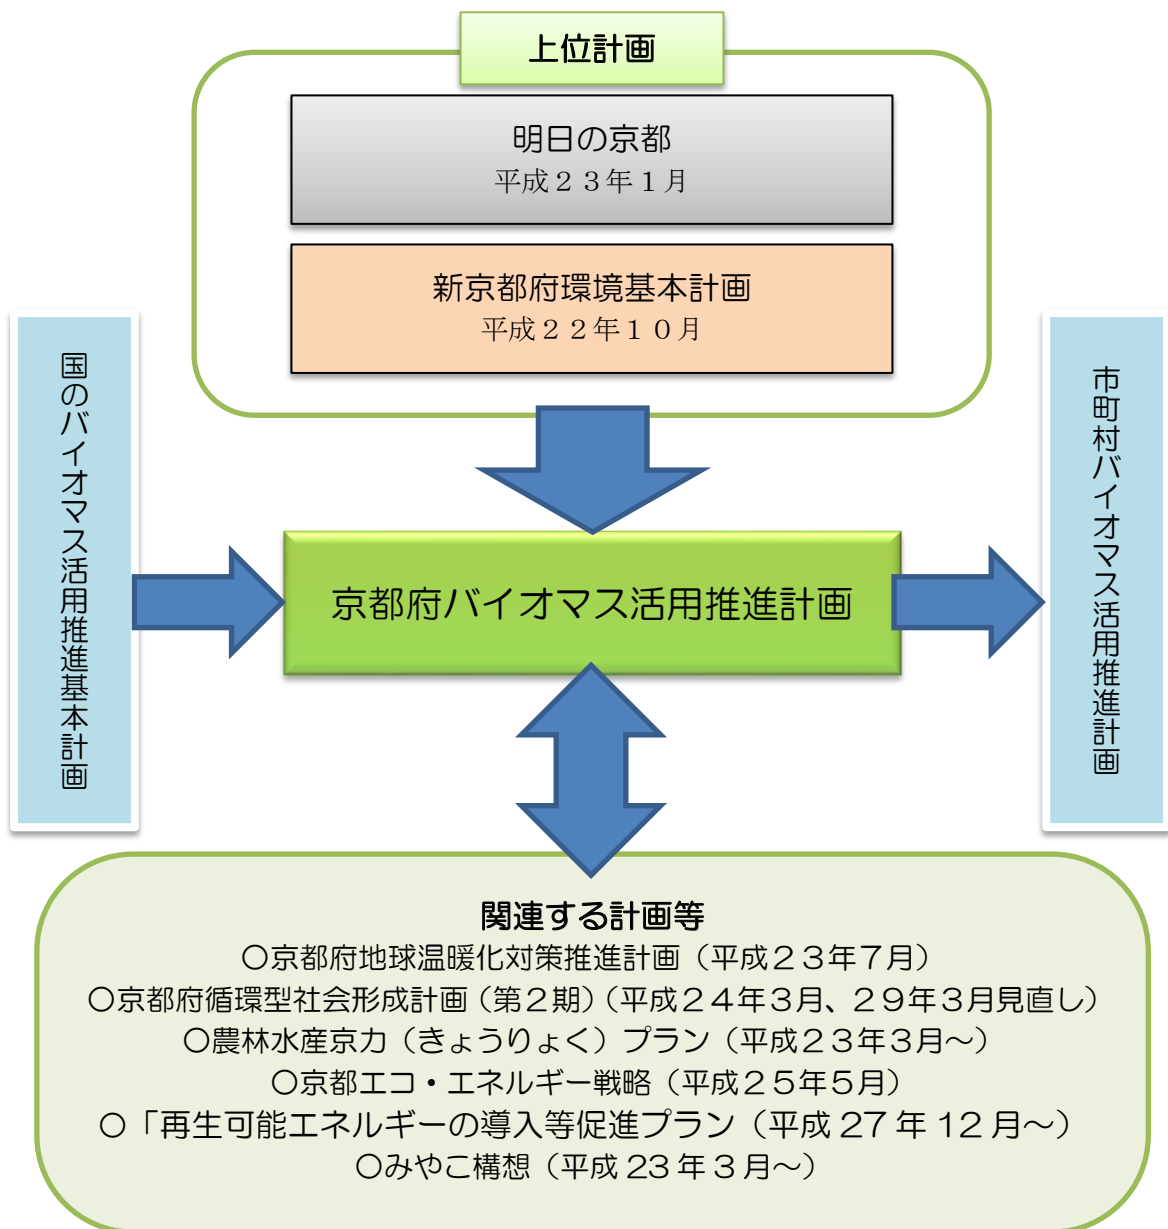 上位計画
明日の京都
平成２３年１月
新京都府環境基本計画
平成２２年１０月
国のバイオマス活用推進基本計画
京都府バイオマス活用推進計画
市町村バイオマス活用推進計画
関連する計画等
○京都府地球温暖化対策推進計画（平成２３年７月）
○京都府循環型社会形成計画（第２期）（平成２４年３月、２９年３月見直し）
○農林水産京力（きょうりょく）プラン（平成２３年３月～）
○京都エコ・エネルギー戦略（平成２５年５月）
○「再生可能エネルギーの導入等促進プラン（平成 27 年 12 月～）
○みやこ構想（平成 23 年 3 月～）